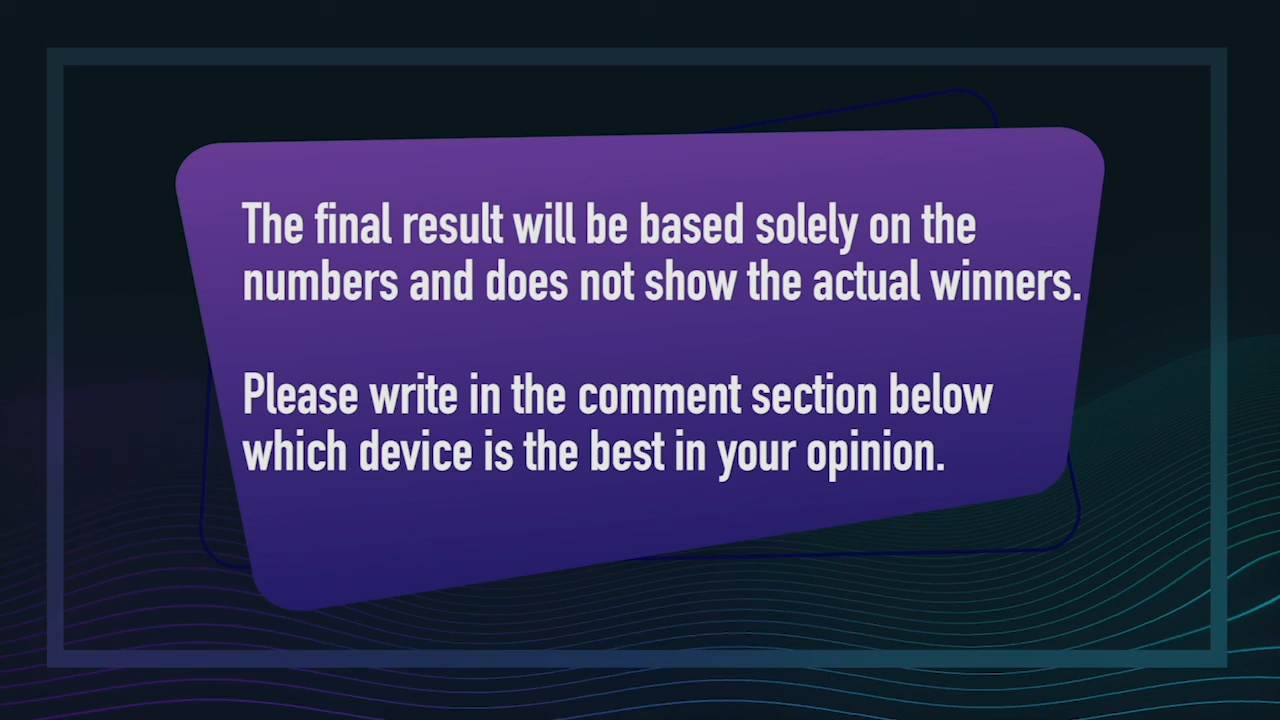 The final result will be based solely on the
numbers and does not show the actual winners.
Please write in the comment section below
which device is the best in your opinion.